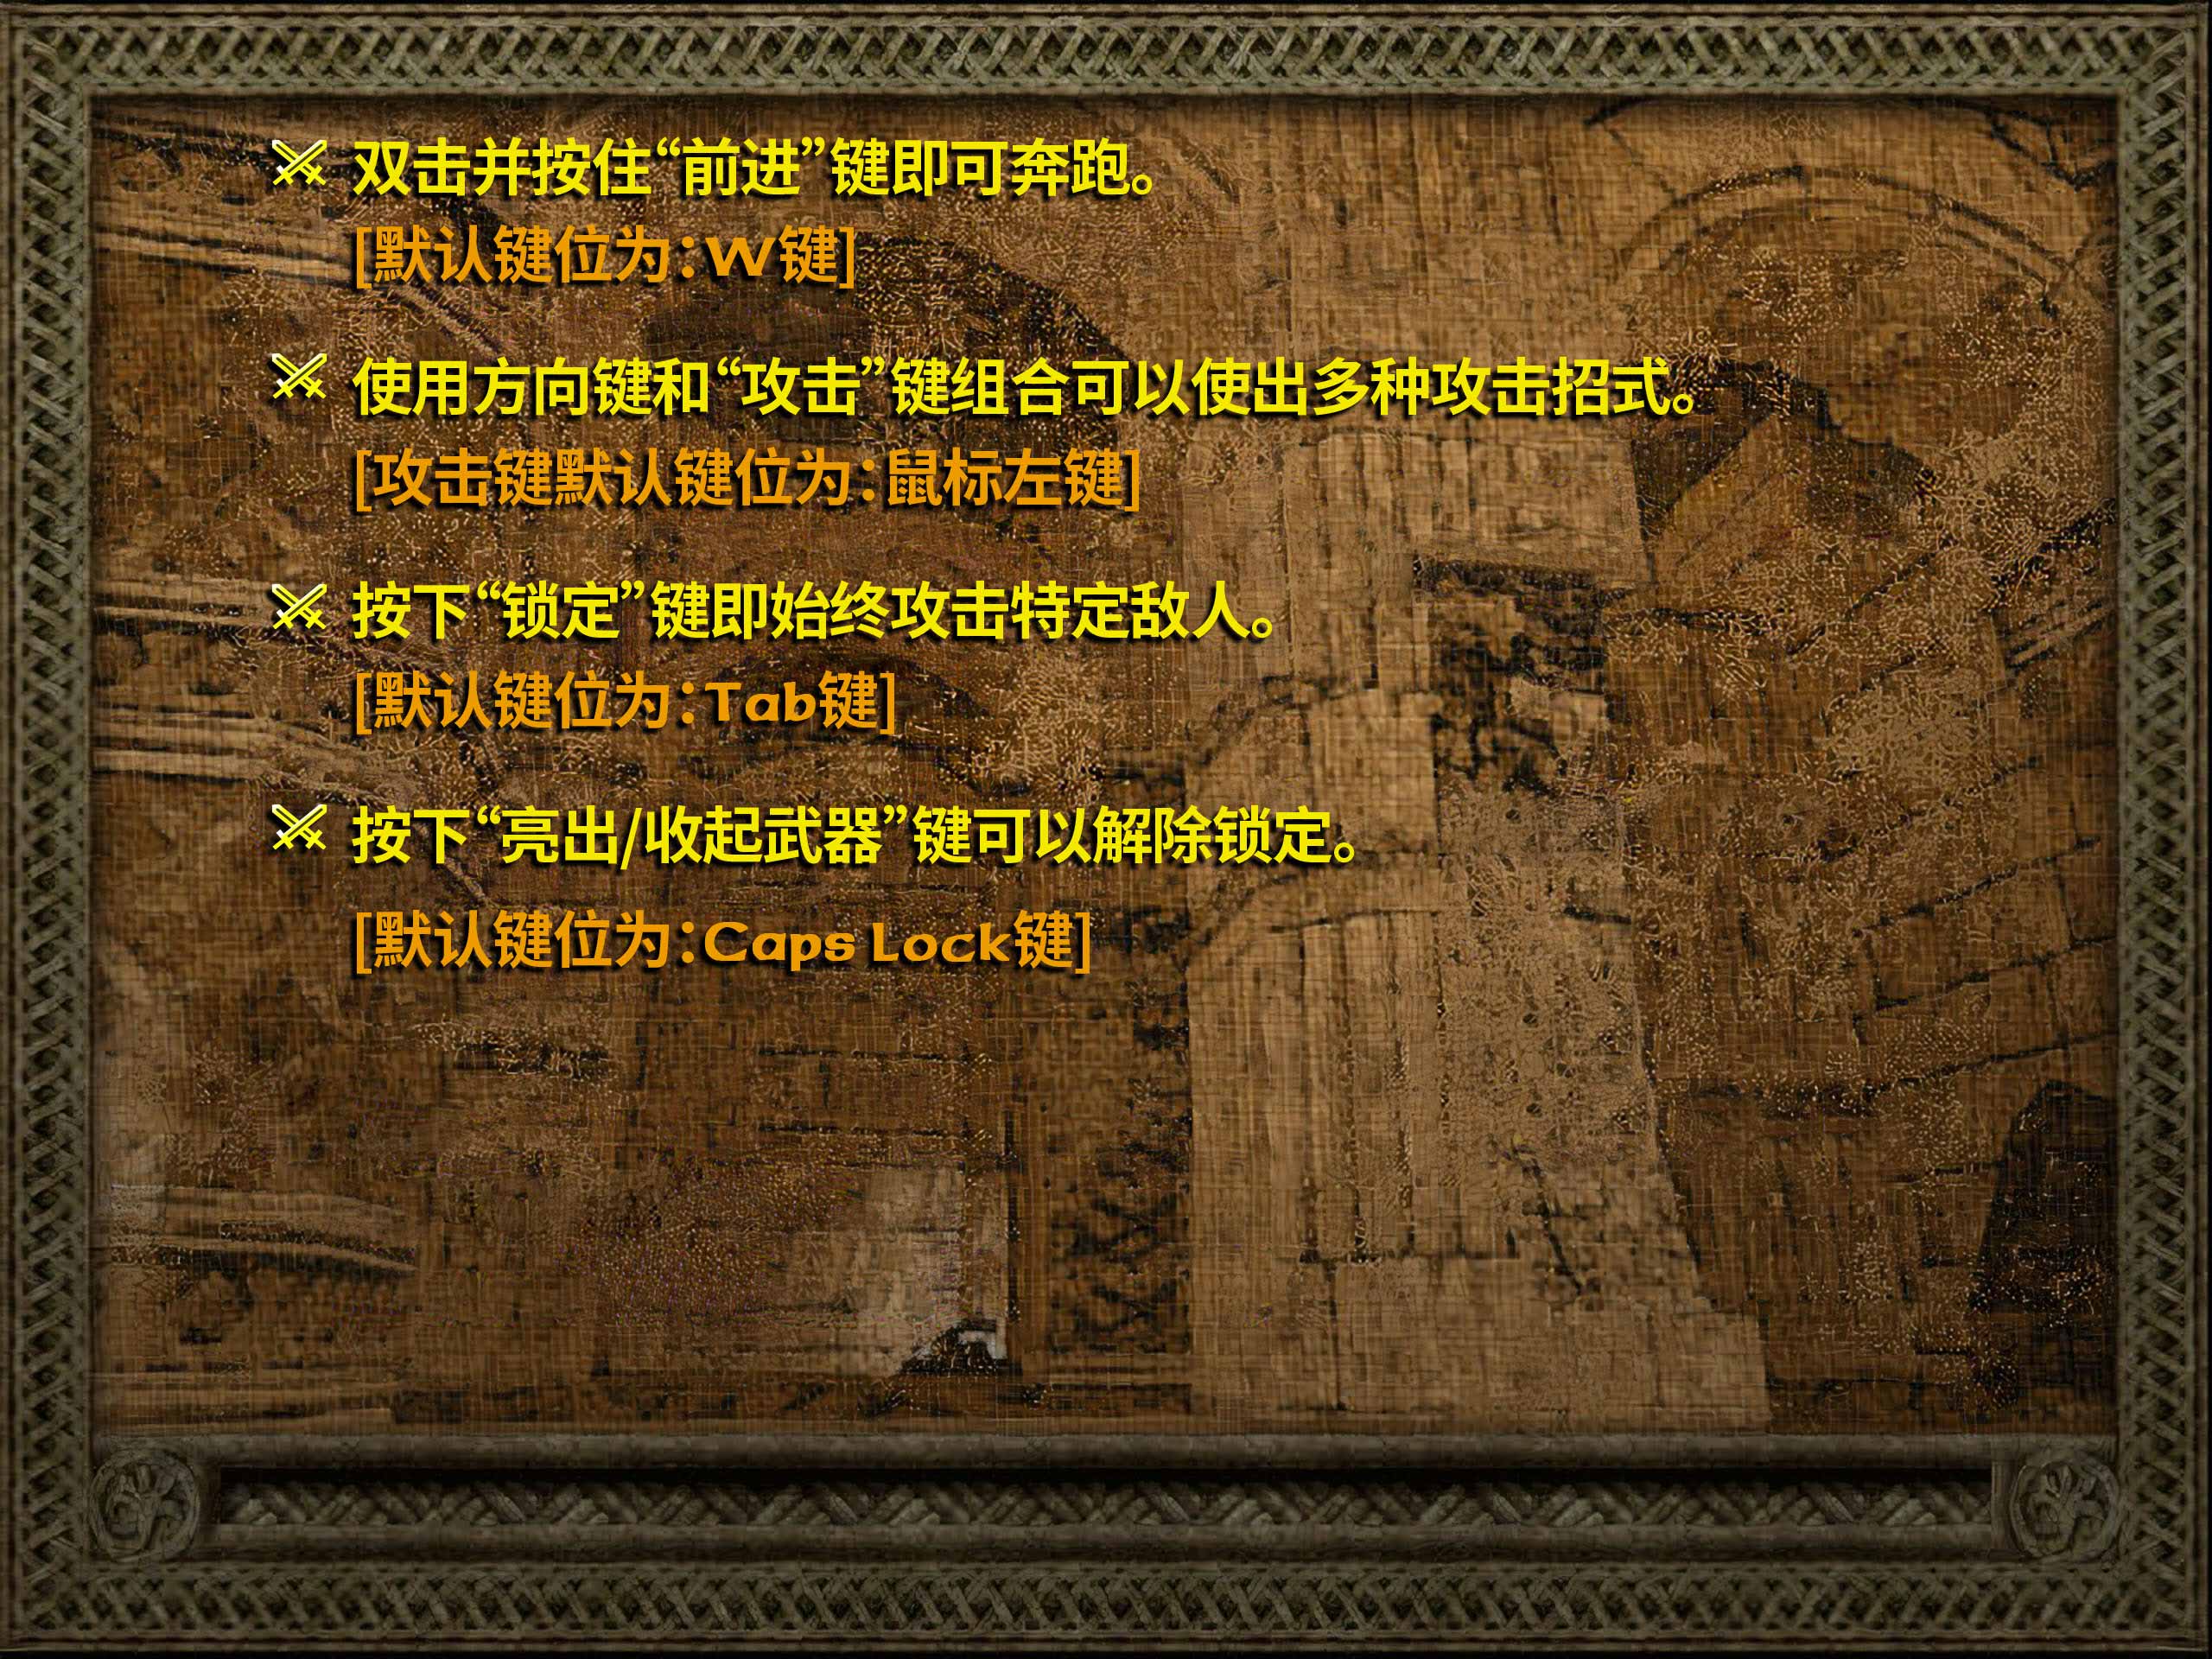 双击并按住“前进”键即可奔跑。
[默认键位为：W键]
使用方向键和“攻击”键组合可以使出多种攻击招式。
[攻击键默认键位为：鼠标左键]
按下“锁定”键即始终攻击特定敌人。
[默认键位为：Tab键]
按下“亮出/收起武器”键可以解除锁定。
[默认键位为：Caps Lock键]